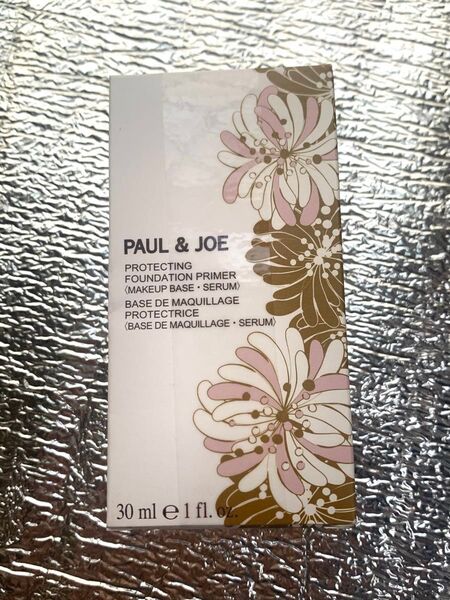 PAUL & JOE
PROTECTING
FOUNDATION PRIMER
〈MAKEUP BASE・SERUM〉
BASE DE MAQUILLAGE
PROTECTRICE
〈BASE DE MAQUILLAGE・SERUM〉
30 ml ℮ 1 fl. oz.